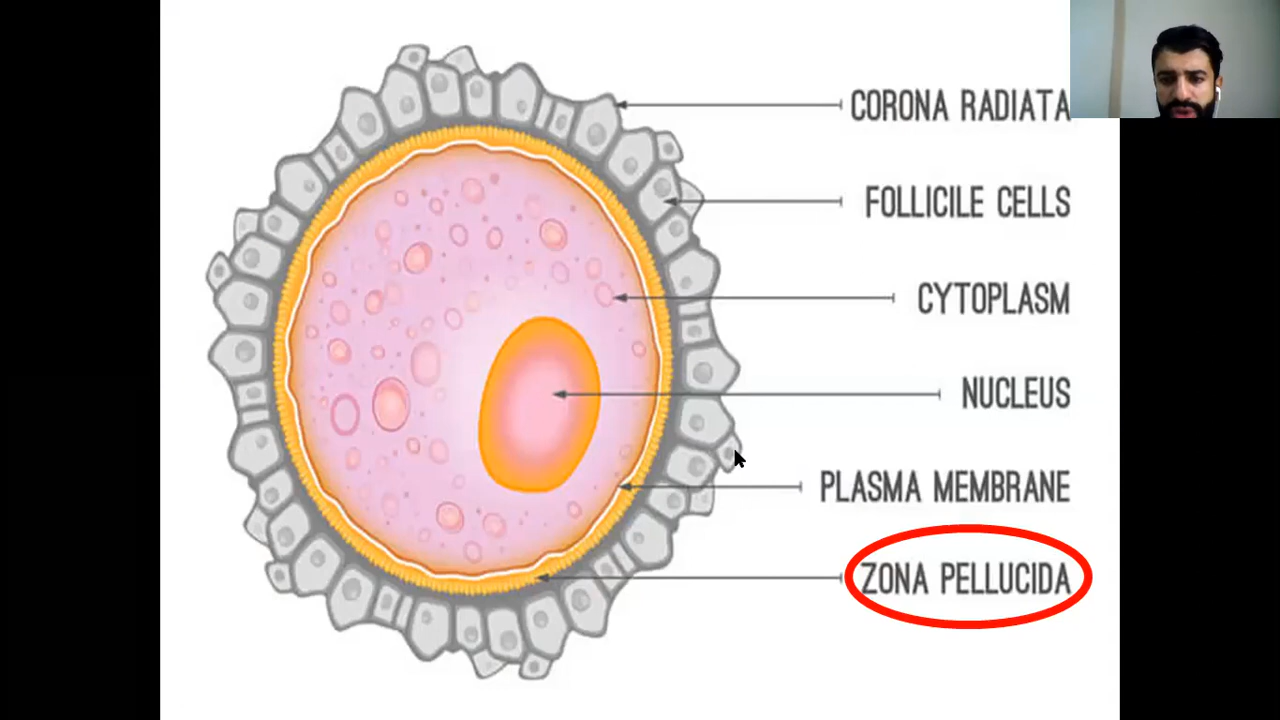 CORONA RADIATA
FOLLICILE CELLS
CYTOPLASM
NUCLEUS
PLASMA MEMBRANE
ZONA PELLUCIDA